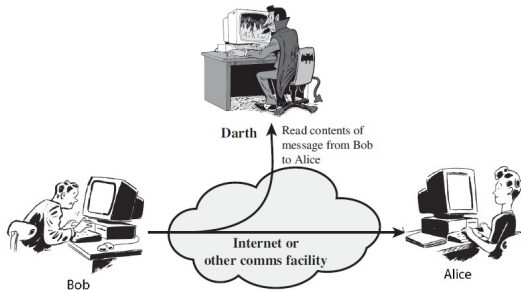 Darth
Read contents of
message from Bob
to Alice
Internet or
other comms facility
Bob
Alice